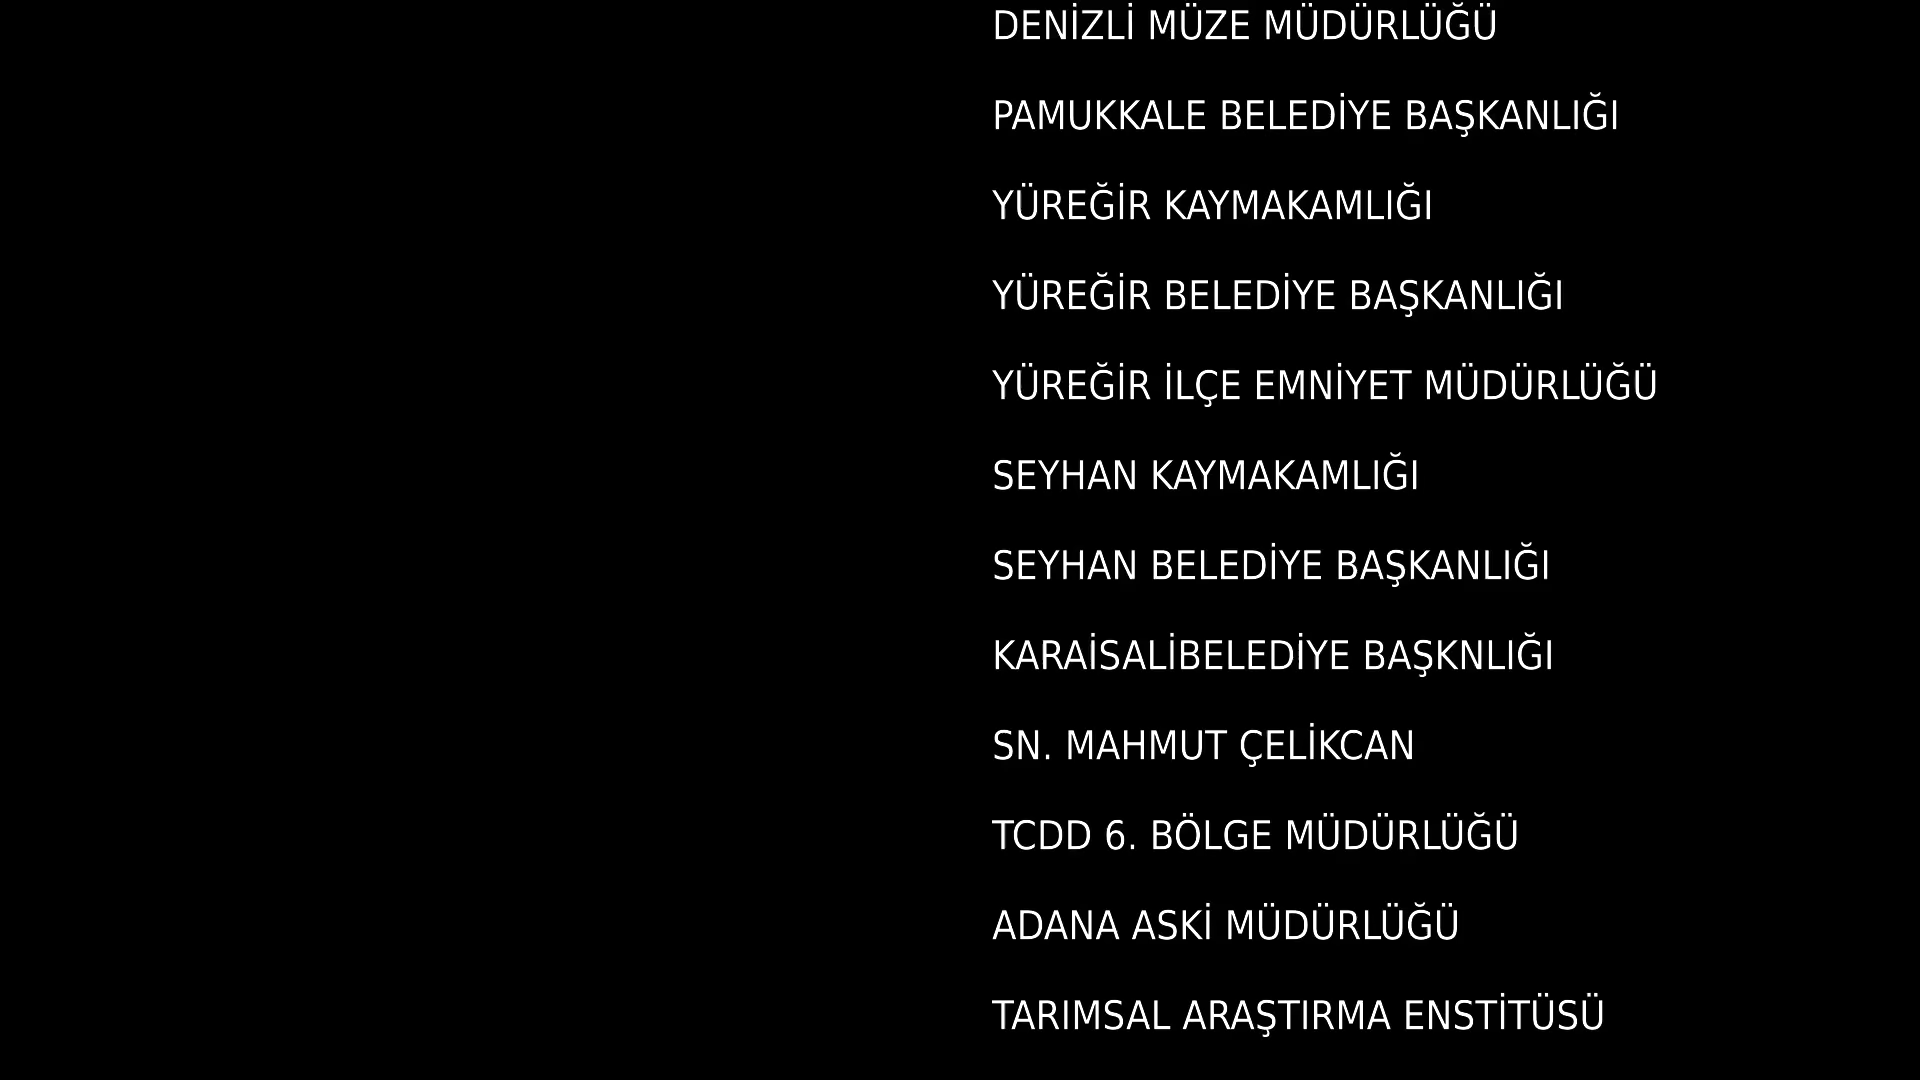 DENİZLİ MÜZE MÜDÜRLÜĞÜ
PAMUKKALE BELEDİYE BAŞKANLIĞI
YÜREĞİR KAYMAKAMLIĞI
YÜREĞİR BELEDİYE BAŞKANLIĞI
YÜREĞİR İLÇE EMNİYET MÜDÜRLÜĞÜ
SEYHAN KAYMAKAMLIĞI
SEYHAN BELEDİYE BAŞKANLIĞI
KARAİSALİBELEDİYE BAŞKNLIĞI
SN. MAHMUT ÇELİKCAN
TCDD 6. BÖLGE MÜDÜRLÜĞÜ
ADANA ASKİ MÜDÜRLÜĞÜ
TARIMSAL ARAŞTIRMA ENSTİTÜSÜ